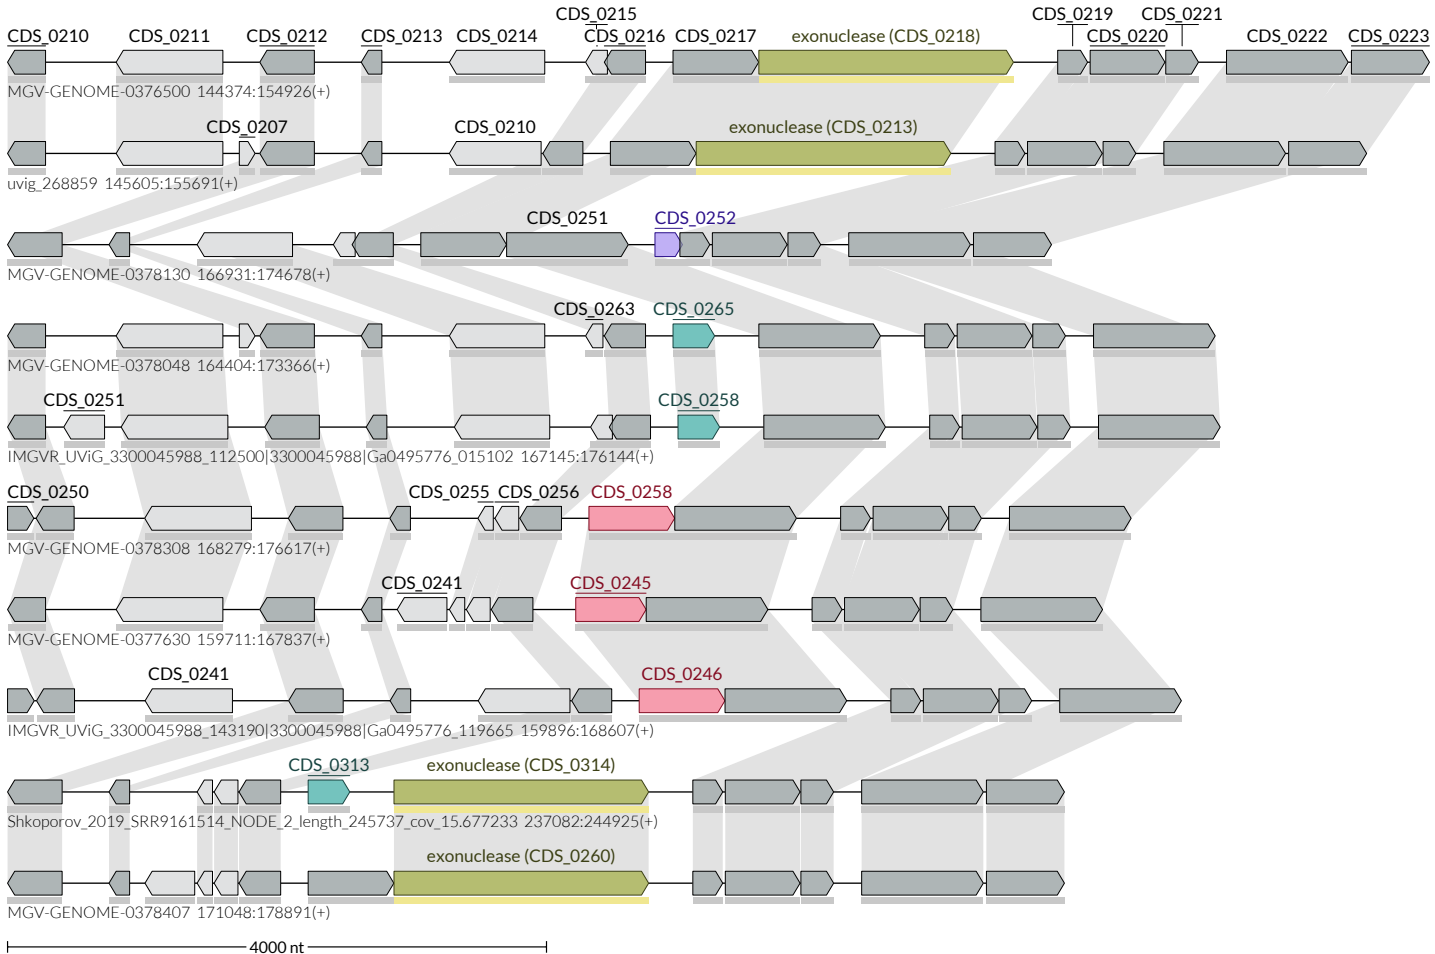 CDS_0215 CDS_0219 CDS_0221
CDS_0210 CDS_0211 CDS_0212 CDS_0213 CDS_0214 CDS_0216 CDS_0217 exonuclease (CDS_0218) CDS_0220 CDS_0222 CDS_0223
MGV-GENOME-0376500 144374:154926(+)
CDS_0207 CDS_0210 exonuclease (CDS_0213)
uvig_268859 145605:155691(+)
CDS_0251 CDS_0252
MGV-GENOME-0378130 166931:174678(+)
CDS_0263 CDS_0265
MGV-GENOME-0378048 164404:173366(+)
CDS_0251 CDS_0258
IMGVR_UViG_3300045988_112500|3300045988|Ga0495776_015102 167145:176144(+)
CDS_0250 CDS_0255 CDS_0256 CDS_0258
MGV-GENOME-0378308 168279:176617(+)
CDS_0241 CDS_0245
MGV-GENOME-0377630 159711:167837(+)
CDS_0241 CDS_0246
IMGVR_UViG_3300045988_143190|3300045988|Ga0495776_119665 159896:168607(+)
CDS_0313 exonuclease (CDS_0314)
Shkoporov_2019_SRR9161514_NODE_2_length_245737_cov_15.677233 237082:244925(+)
exonuclease (CDS_0260)
MGV-GENOME-0378407 171048:178891(+)
4000 nt